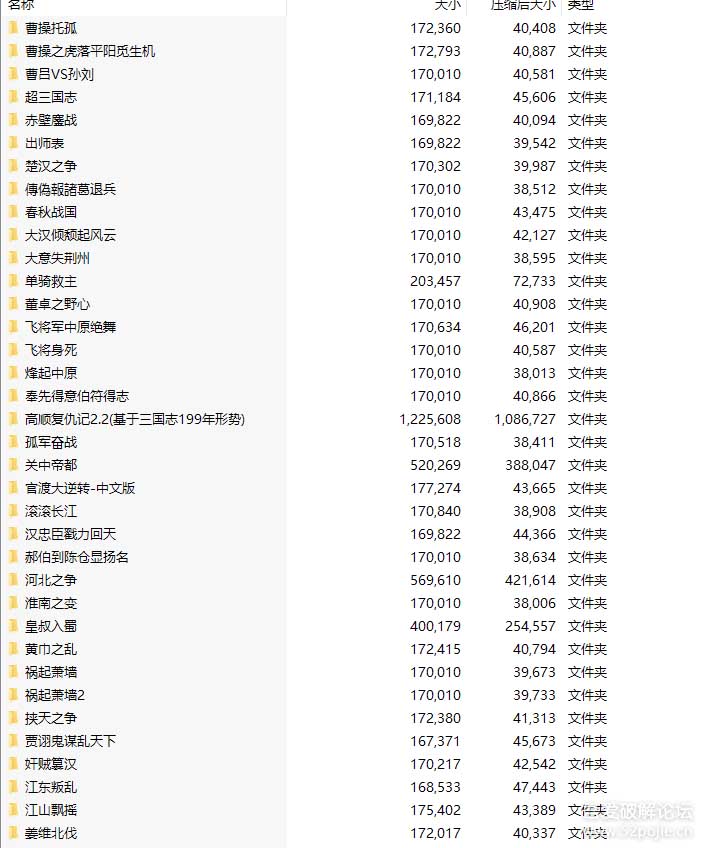 名称 大小 压缩后大小 类型
曹操托孤 172,360 40,408 文件夹
曹操之虎落平阳觅生机 172,793 40,887 文件夹
曹吕VS孙刘 170,010 40,581 文件夹
超三国志 171,184 45,606 文件夹
赤壁鏖战 169,822 40,094 文件夹
出师表 169,822 39,542 文件夹
楚汉之争 170,302 39,987 文件夹
傳偽報諸葛退兵 170,010 38,512 文件夹
春秋战国 170,010 43,475 文件夹
大汉倾颓起风云 170,010 42,127 文件夹
大意失荆州 170,010 38,595 文件夹
单骑救主 203,457 72,733 文件夹
董卓之野心 170,010 40,908 文件夹
飞将军中原绝舞 170,634 46,201 文件夹
飞将身死 170,010 40,587 文件夹
烽起中原 170,010 38,013 文件夹
奉先得意伯符得志 170,010 40,866 文件夹
高顺复仇记2.2(基于三国志199年形势) 1,225,608 1,086,727 文件夹
孤军奋战 170,518 38,411 文件夹
关中帝都 520,269 388,047 文件夹
官渡大逆转-中文版 177,274 43,665 文件夹
滚滚长江 170,840 38,908 文件夹
汉忠臣戮力回天 169,822 44,366 文件夹
郝伯到陈仓显扬名 170,010 38,634 文件夹
河北之争 569,610 421,614 文件夹
淮南之变 170,010 38,006 文件夹
皇叔入蜀 400,179 254,557 文件夹
黄巾之乱 172,415 40,794 文件夹
祸起萧墙 170,010 39,673 文件夹
祸起萧墙2 170,010 39,733 文件夹
挟天之争 172,380 41,313 文件夹
贾诩鬼谋乱天下 167,371 45,673 文件夹
奸贼篡汉 170,217 42,542 文件夹
江东叛乱 168,533 47,443 文件夹
江山飘摇 175,402 43,389 文件夹
姜维北伐 172,017 40,337 文件夹
吾爱破解论坛
www.52pojie.cn